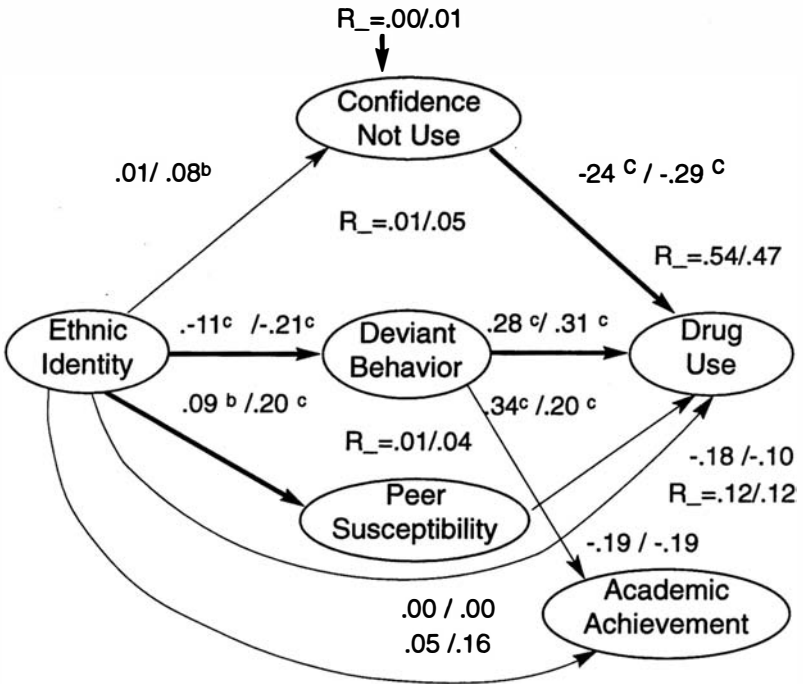 R_=.00/.01
Confidence
Not Use
.01/ .08ᵇ
-24 ᶜ / -.29 ᶜ
R_=.01/.05
R_=.54/.47
Ethnic
Identity
.-11ᶜ /-.21ᶜ
Deviant
Behavior
.28 ᶜ/ .31 ᶜ
Drug
Use
.09 ᵇ /.20 ᶜ
.34ᶜ /.20 ᶜ
R_=.01/.04
-.18 /-.10
R_=.12/.12
Peer
Susceptibility
-.19 / -.19
.00 / .00
.05 /.16
Academic
Achievement